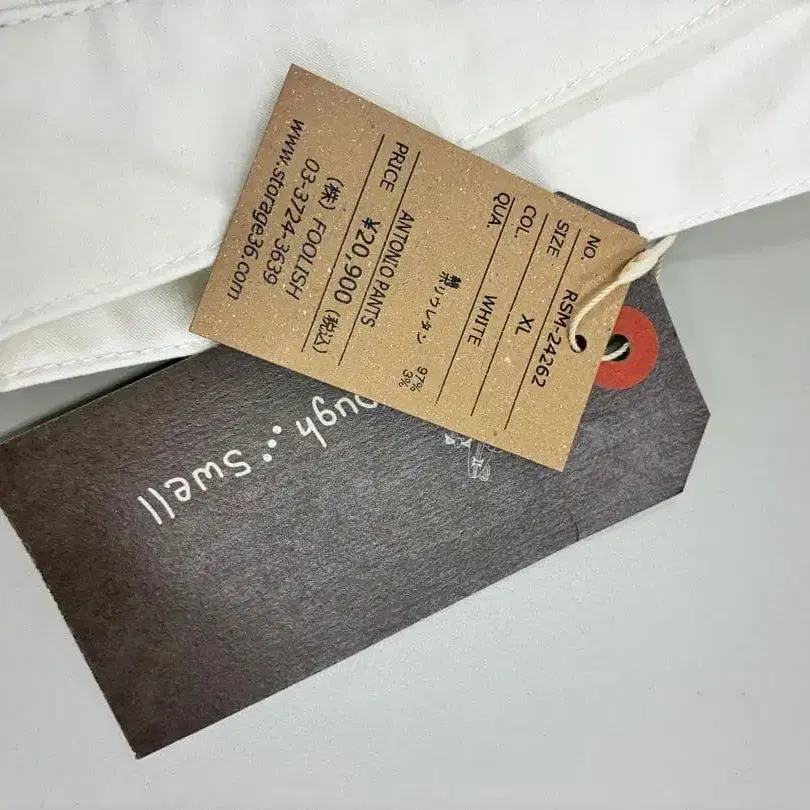 NO. RSM-24262
SIZE XL
COL. WHITE
QUA. 綿 97%
ポリウレタン 3%
ANTONIO PANTS
PRICE ¥20,900 (税込)
(株) FOOLISH
03-3724-3639
www.storage36.com
ough Swell